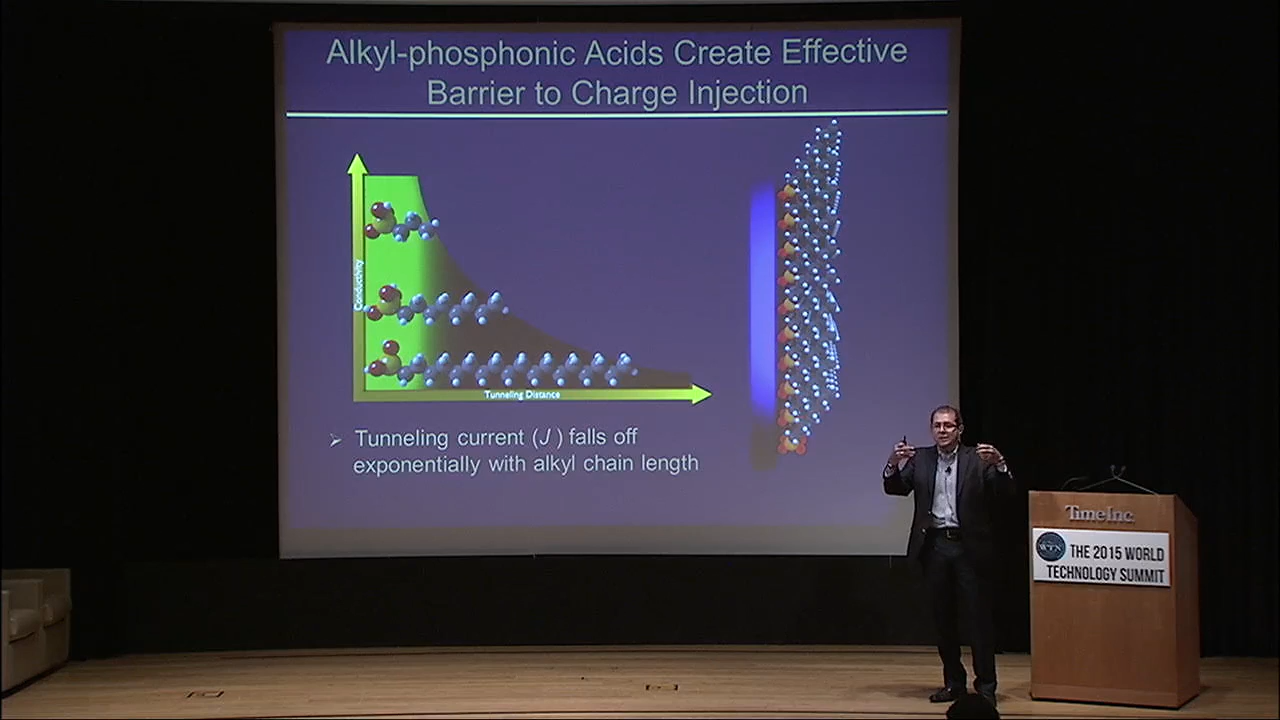 Alkyl-phosphonic Acids Create Effective
Barrier to Charge Injection
Conductivity
Tunneling Distance
➢ Tunneling current (J ) falls off
exponentially with alkyl chain length
Time Inc.
WTN
THE 2015 WORLD
TECHNOLOGY SUMMIT